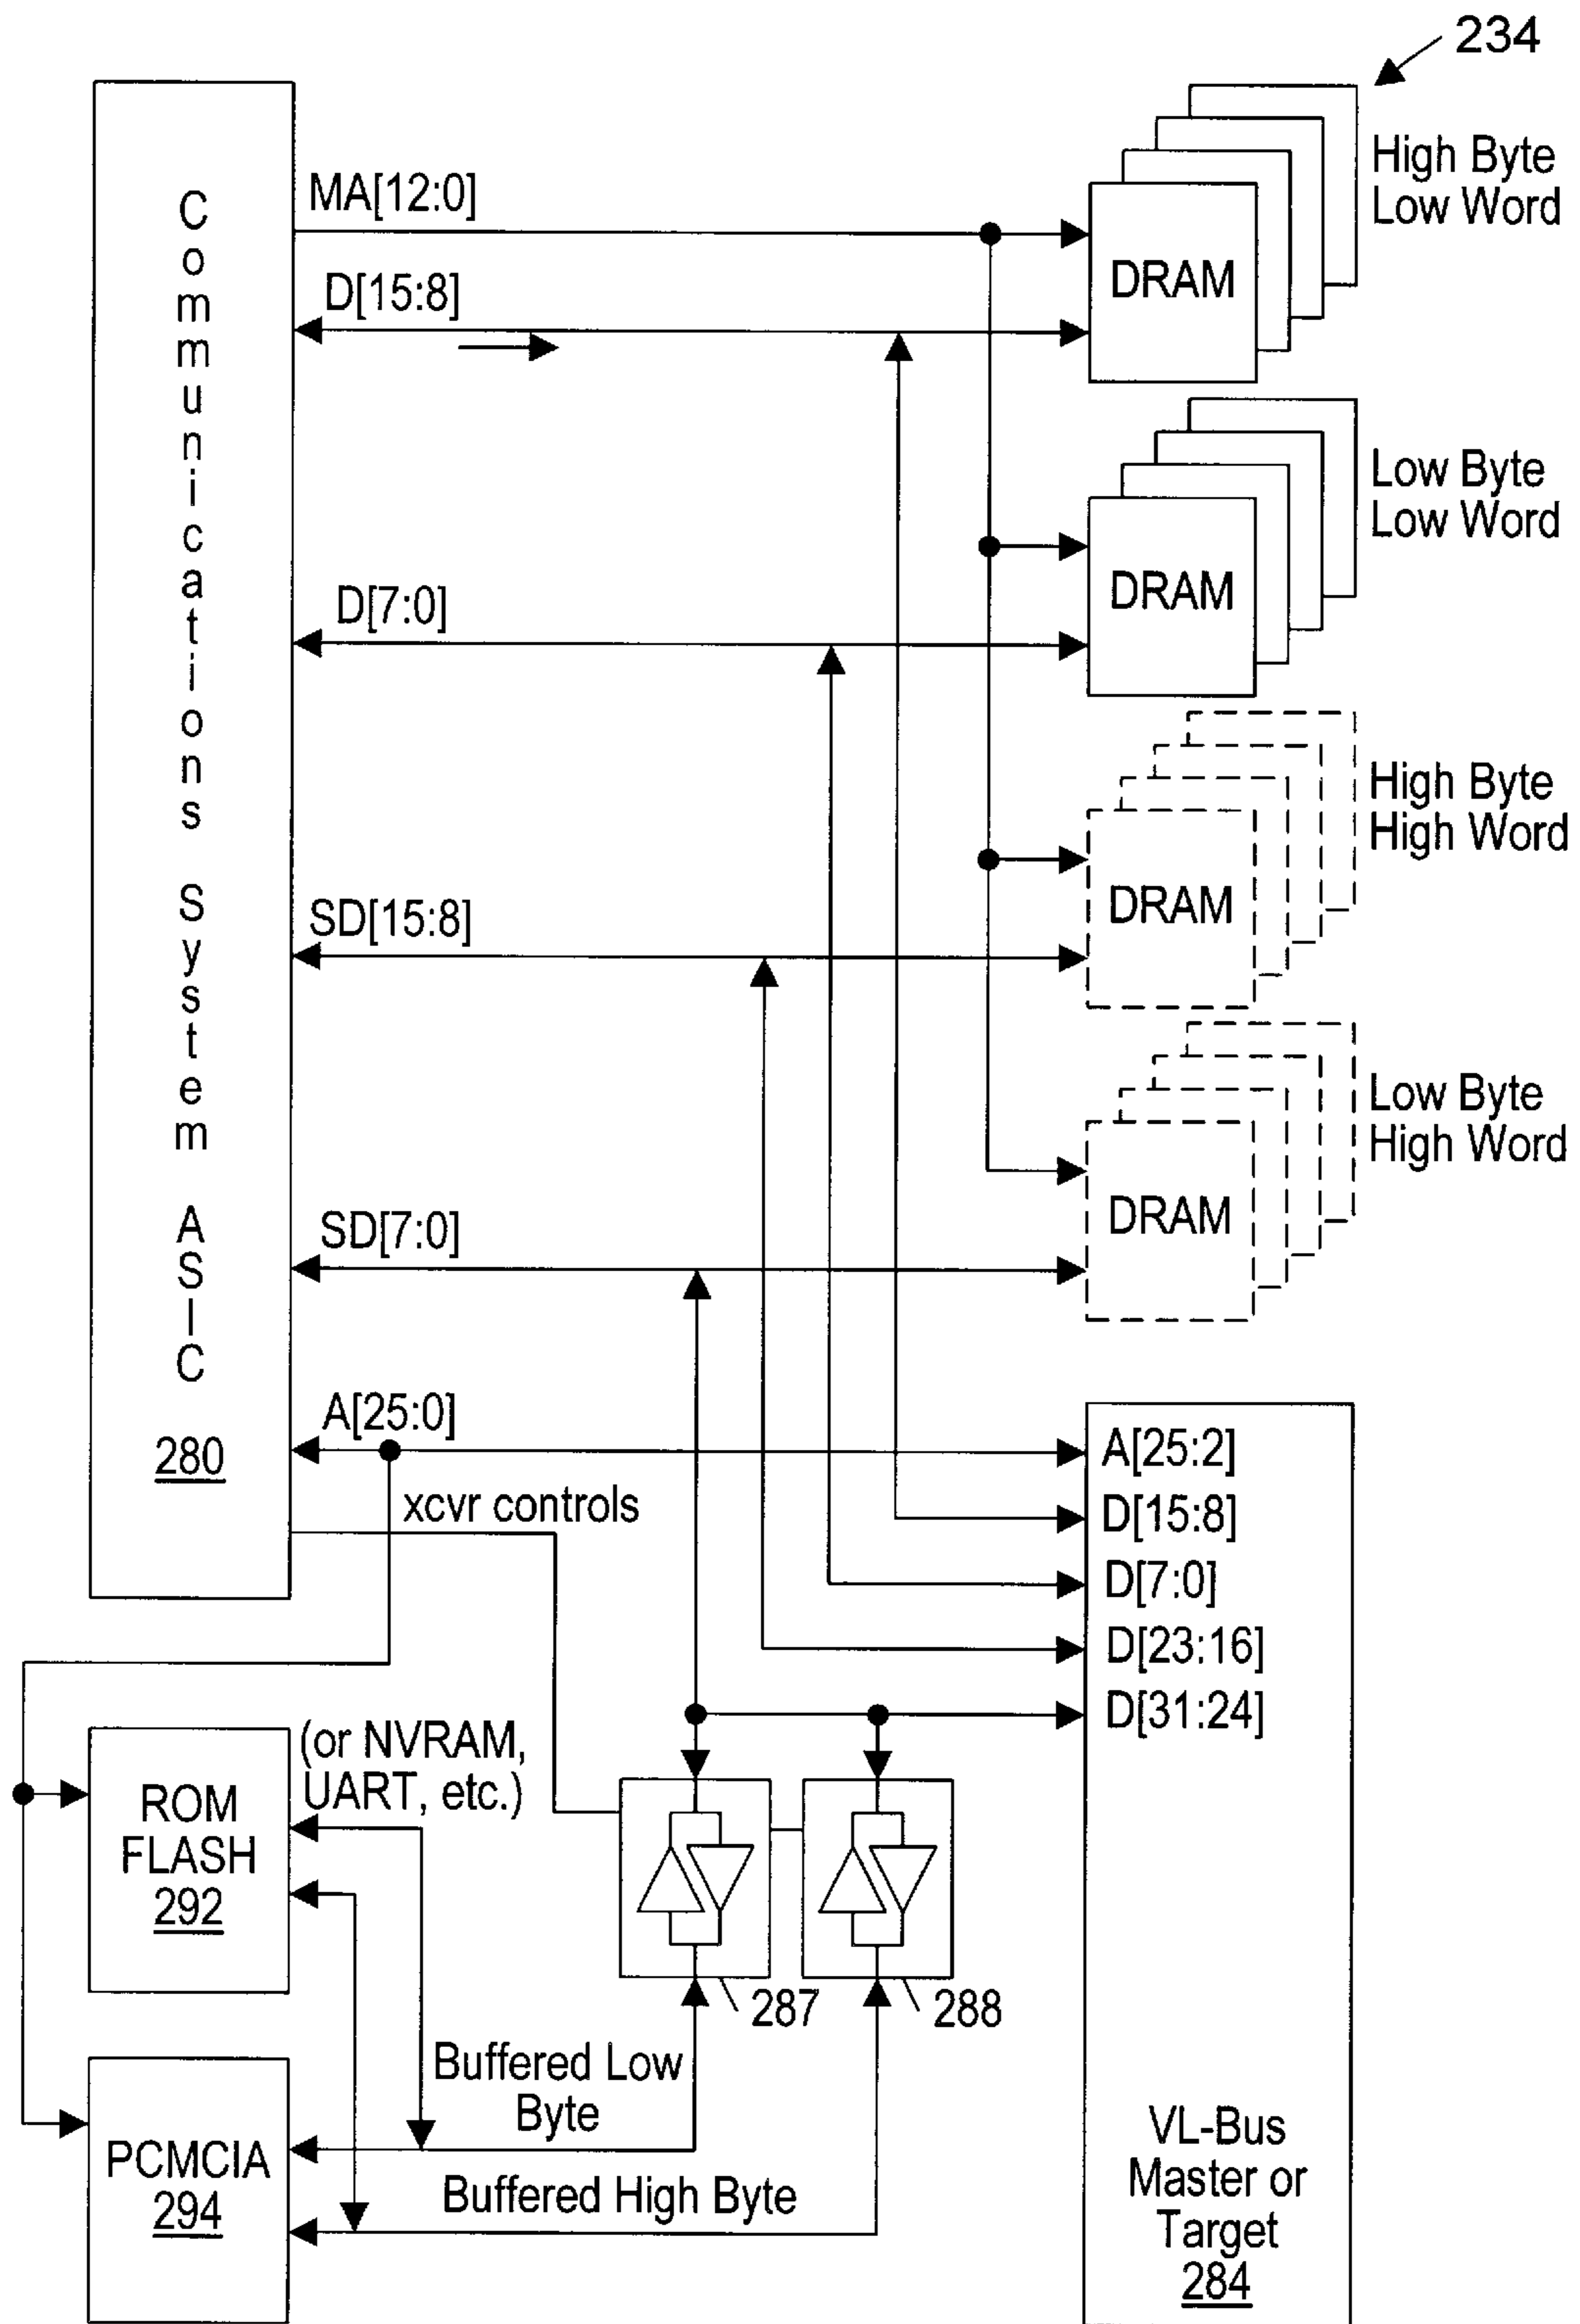 234
High Byte
Low Word
MA[12:0]
DRAM
D[15:8]
Low Byte
Low Word
DRAM
D[7:0]
High Byte
High Word
DRAM
SD[15:8]
Low Byte
High Word
DRAM
SD[7:0]
Communications System ASIC
280
A[25:0]
xcvr controls
A[25:2]
D[15:8]
D[7:0]
D[23:16]
D[31:24]
(or NVRAM,
UART, etc.)
ROM
FLASH
292
287
288
Buffered Low
Byte
PCMCIA
294
Buffered High Byte
VL-Bus
Master or
Target
284